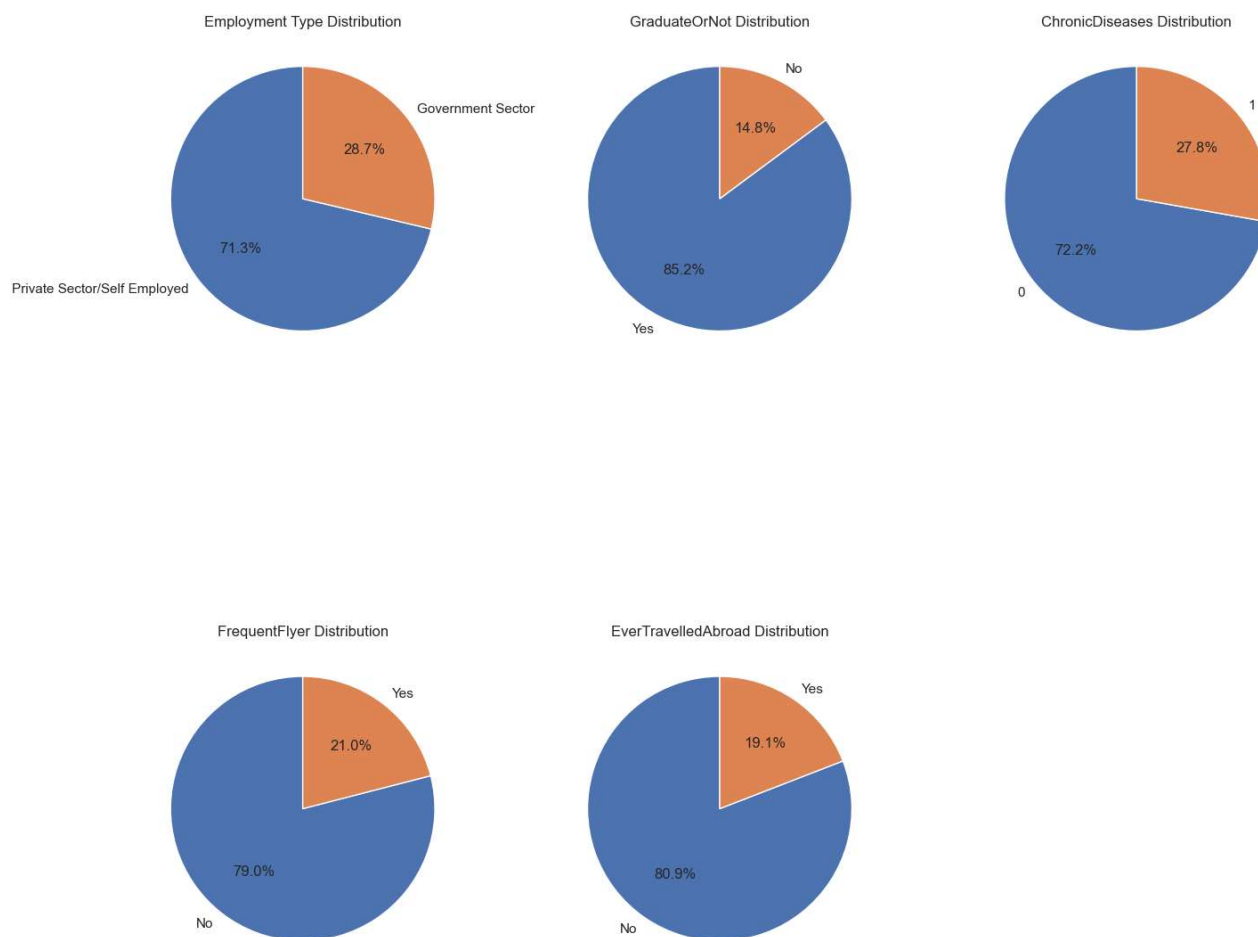 Employment Type Distribution
GraduateOrNot Distribution
ChronicDiseases Distribution
Government Sector
28.7%
71.3%
Private Sector/Self Employed
No
14.8%
85.2%
Yes
1
27.8%
72.2%
0
FrequentFlyer Distribution
EverTravelledAbroad Distribution
Yes
21.0%
79.0%
No
Yes
19.1%
80.9%
No